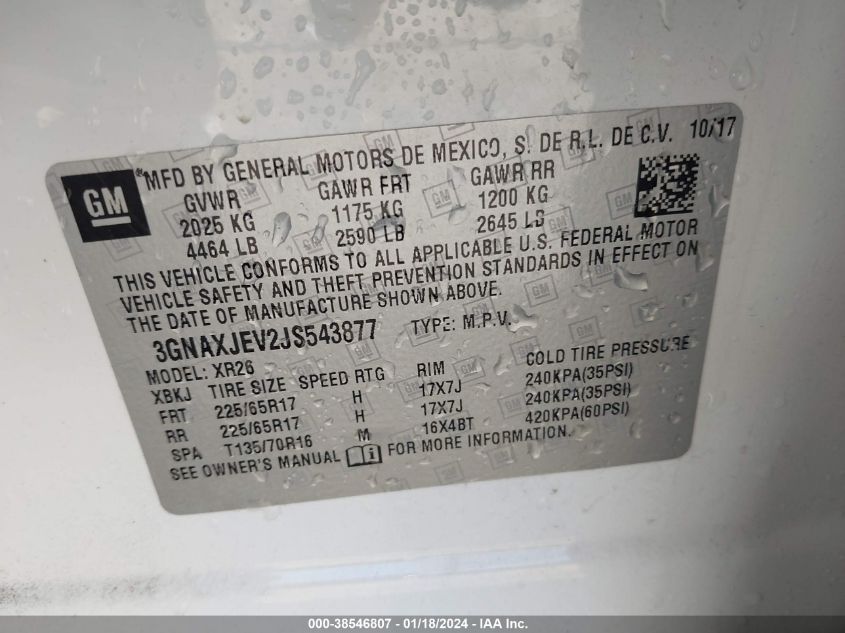 GM
®MFD BY GENERAL MOTORS DE MEXICO, S. DE R.L. DE C.V. 10/17
GVWR GAWR FRT GAWR RR
2025 KG 1175 KG 1200 KG
4464 LB 2590 LB 2645 LB
THIS VEHICLE CONFORMS TO ALL APPLICABLE U.S. FEDERAL MOTOR
VEHICLE SAFETY AND THEFT PREVENTION STANDARDS IN EFFECT ON
THE DATE OF MANUFACTURE SHOWN ABOVE.
3GNAXJEV2JS543877 TYPE: M.P.V.
MODEL: XR26
XBKJ TIRE SIZE SPEED RTG RIM COLD TIRE PRESSURE
FRT 225/65R17 H 17X7J 240KPA(35PSI)
RR 225/65R17 H 17X7J 240KPA(35PSI)
SPA T135/70R16 M 16X4BT 420KPA(60PSI)
SEE OWNER'S MANUAL FOR MORE INFORMATION.
000-38546807 - 01/18/2024 - IAA Inc.